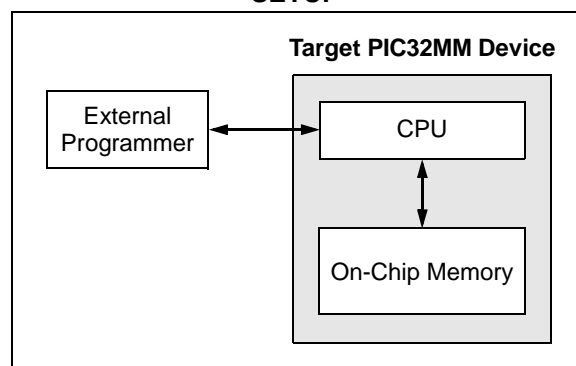 Target PIC32MM Device
External
Programmer
CPU
On-Chip Memory